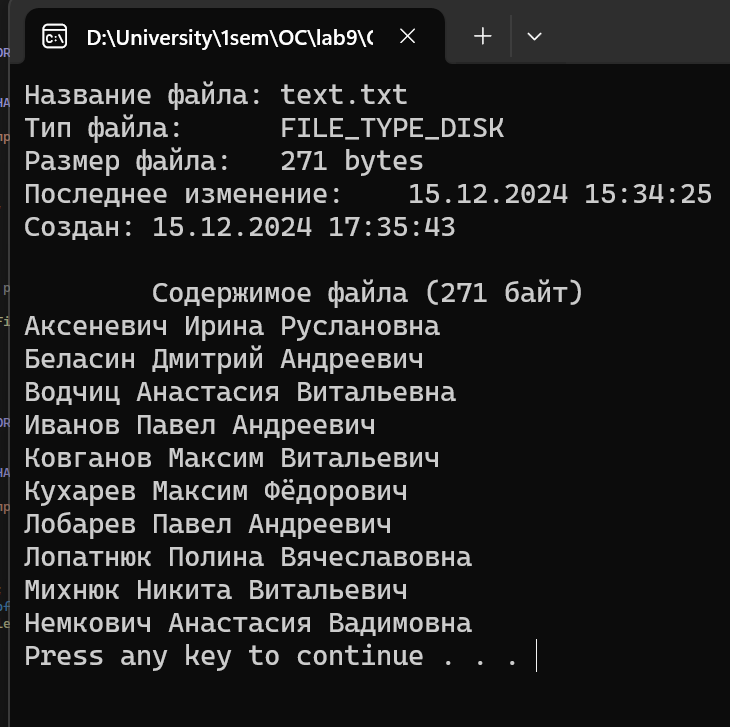 D:\University\1sem\OC\lab9\
Название файла: text.txt
Тип файла: FILE_TYPE_DISK
Размер файла: 271 bytes
Последнее изменение: 15.12.2024 15:34:25
Создан: 15.12.2024 17:35:43
Содержимое файла (271 байт)
Аксеневич Ирина Руслановна
Беласин Дмитрий Андреевич
Водчиц Анастасия Витальевна
Иванов Павел Андреевич
Ковганов Максим Витальевич
Кухарев Максим Фёдорович
Лобарев Павел Андреевич
Лопатнюк Полина Вячеславовна
Михнюк Никита Витальевич
Немкович Анастасия Вадимовна
Press any key to continue . . .